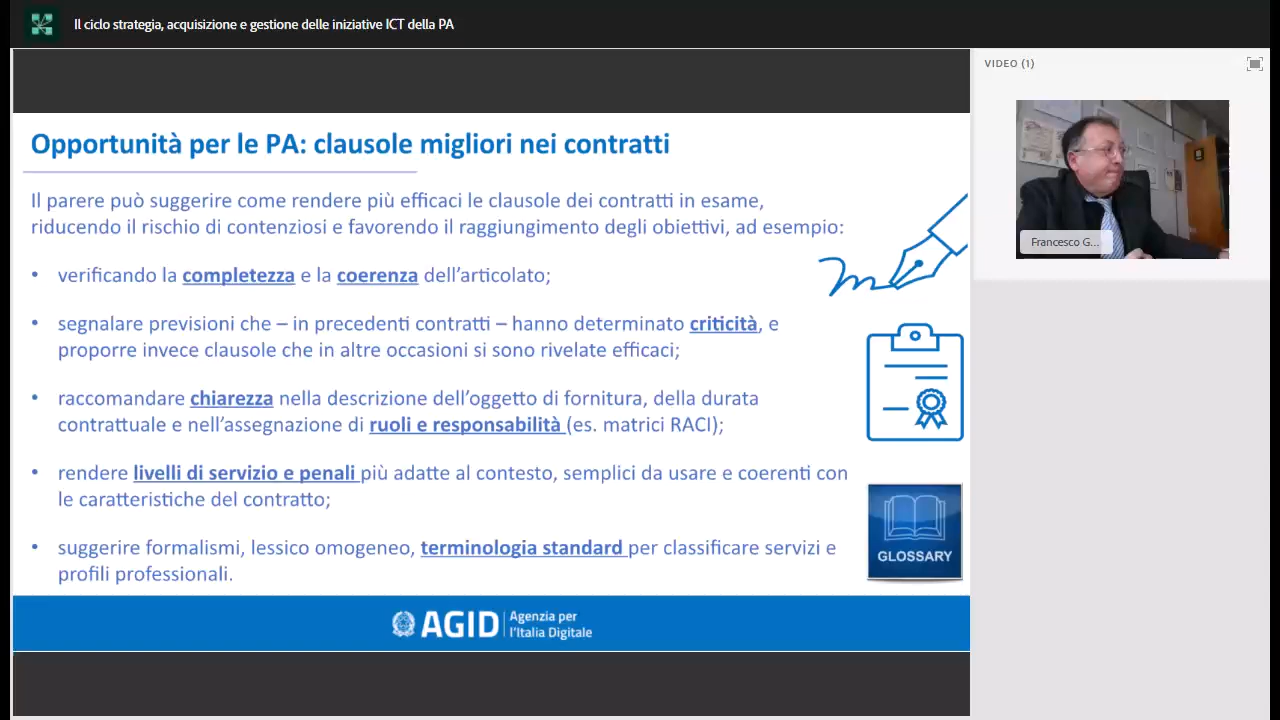 Il ciclo strategia, acquisizione e gestione delle iniziative ICT della PA
VIDEO (1)
Francesco G...
Opportunità per le PA: clausole migliori nei contratti
Il parere può suggerire come rendere più efficaci le clausole dei contratti in esame,
riducendo il rischio di contenziosi e favorendo il raggiungimento degli obiettivi, ad esempio:
• verificando la completezza e la coerenza dell'articolato;
• segnalare previsioni che – in precedenti contratti – hanno determinato criticità, e
proporre invece clausole che in altre occasioni si sono rivelate efficaci;
• raccomandare chiarezza nella descrizione dell'oggetto di fornitura, della durata
contrattuale e nell'assegnazione di ruoli e responsabilità (es. matrici RACI);
• rendere livelli di servizio e penali più adatte al contesto, semplici da usare e coerenti con
le caratteristiche del contratto;
• suggerire formalismi, lessico omogeneo, terminologia standard per classificare servizi e
profili professionali.
GLOSSARY
AGID Agenzia per
l'Italia Digitale